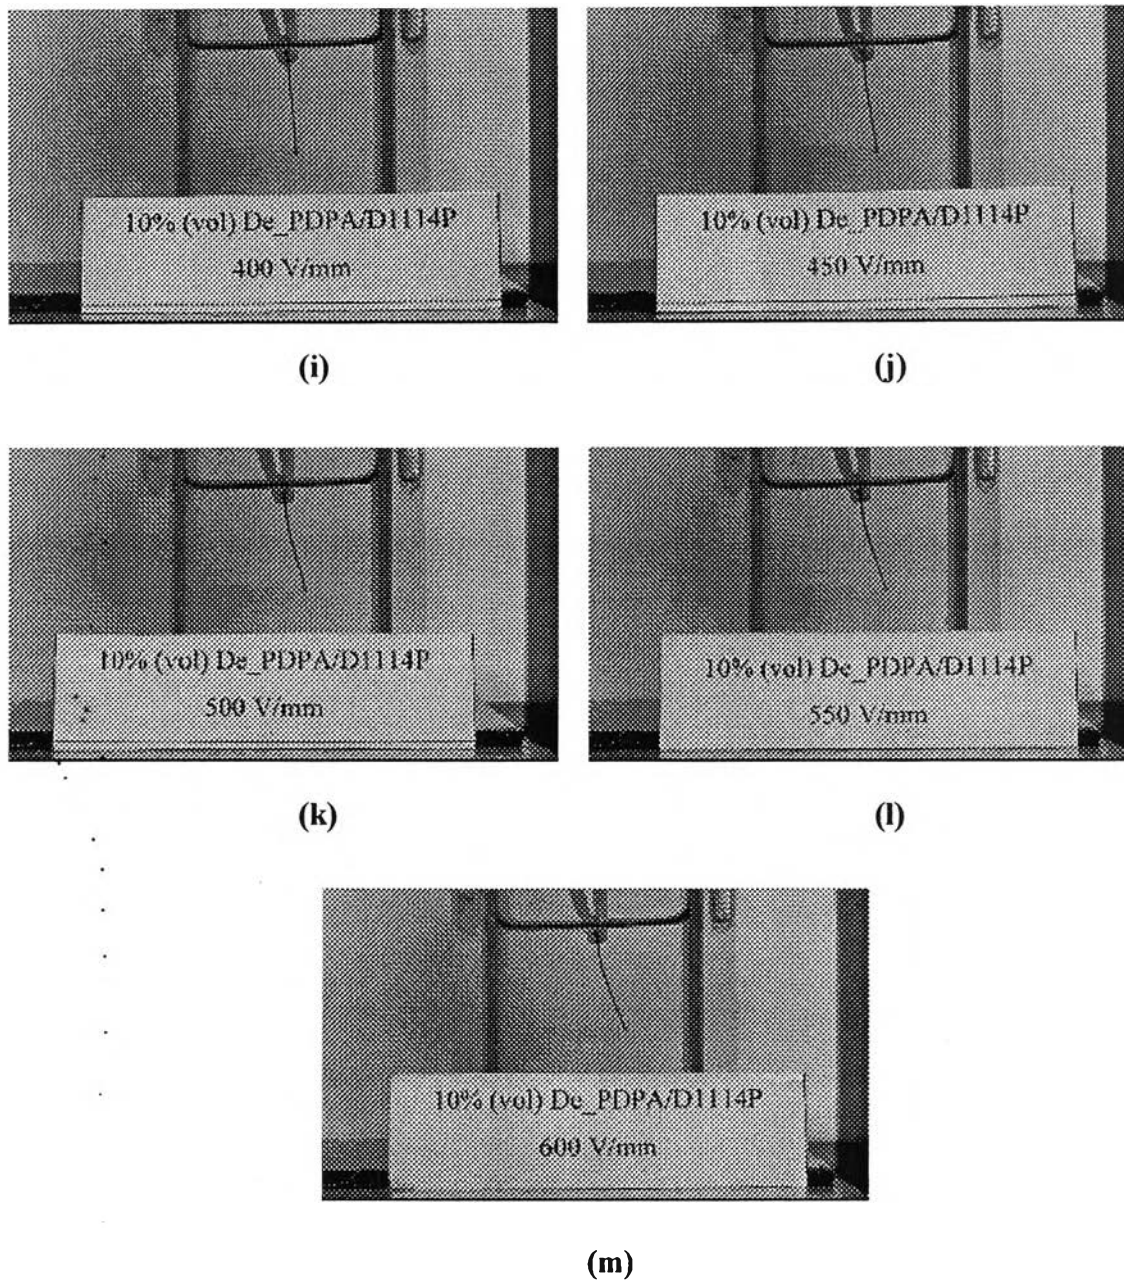 10% (vol) De_PDPA/D1114P
400 V/mm
(i)
10% (vol) De_PDPA/D1114P
450 V/mm
(j)
10% (vol) De_PDPA/D1114P
500 V/mm
(k)
10% (vol) De_PDPA/D1114P
550 V/mm
(l)
10% (vol) De_PDPA/D1114P
600 V/mm
(m)